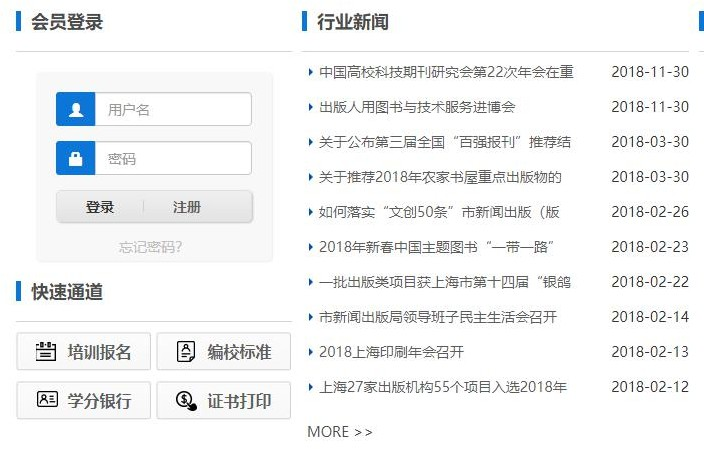 会员登录
用户名
密码
登录 注册
忘记密码?
快速通道
培训报名 编校标准
学分银行 证书打印
行业新闻
中国高校科技期刊研究会第22次年会在重 2018-11-30
出版人用图书与技术服务进博会 2018-11-30
关于公布第三届全国“百强报刊”推荐结 2018-03-30
关于推荐2018年农家书屋重点出版物的 2018-03-30
如何落实“文创50条”市新闻出版（版 2018-02-26
2018年新春中国主题图书“一带一路” 2018-02-23
一批出版类项目获上海市第十四届“银鸽 2018-02-22
市新闻出版局领导班子民主生活会召开 2018-02-14
2018上海印刷年会召开 2018-02-13
上海27家出版机构55个项目入选2018年 2018-02-12
MORE >>